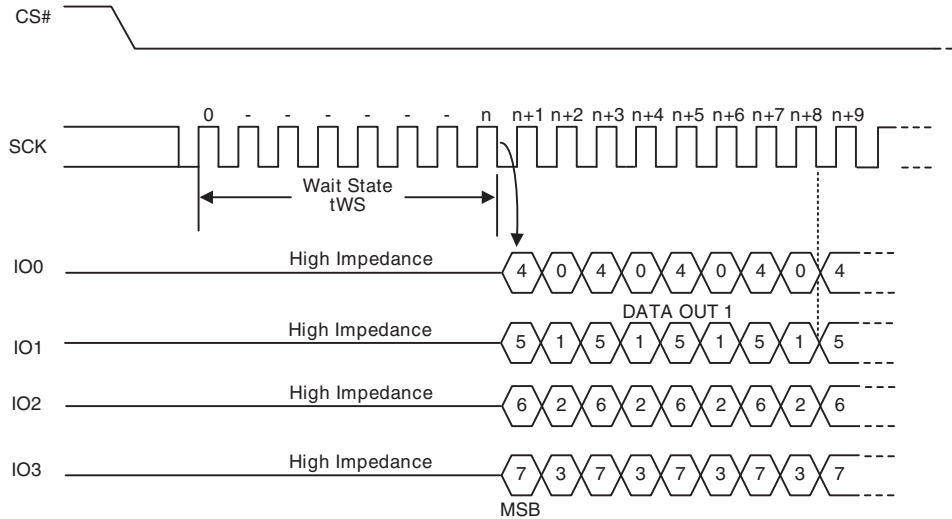 CS#
0 - - - - - - n n+1 n+2 n+3 n+4 n+5 n+6 n+7 n+8 n+9
SCK
Wait State
tWS
IO0 High Impedance 4 0 4 0 4 0 4 0 4
DATA OUT 1
IO1 High Impedance 5 1 5 1 5 1 5 1 5
IO2 High Impedance 6 2 6 2 6 2 6 2 6
IO3 High Impedance 7 3 7 3 7 3 7 3 7
MSB